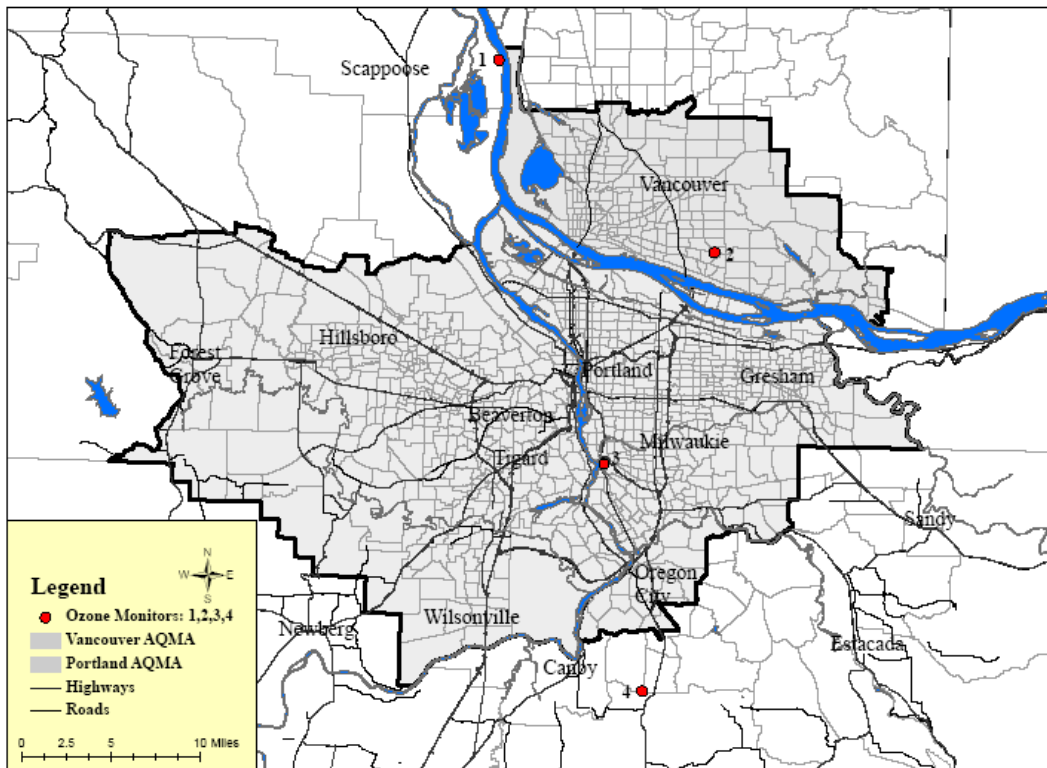 1
Scappoose
Vancouver
2
Hillsboro
Forest
Grove
Portland
Gresham
Beaverton
Milwaukie
Tigard
3
Sandy
Oregon
City
Wilsonville
Newberg
Estacada
Canby
4
N
W E
S
Legend
Ozone Monitors: 1,2,3,4
Vancouver AQMA
Portland AQMA
Highways
Roads
0 2.5 5 10 Miles